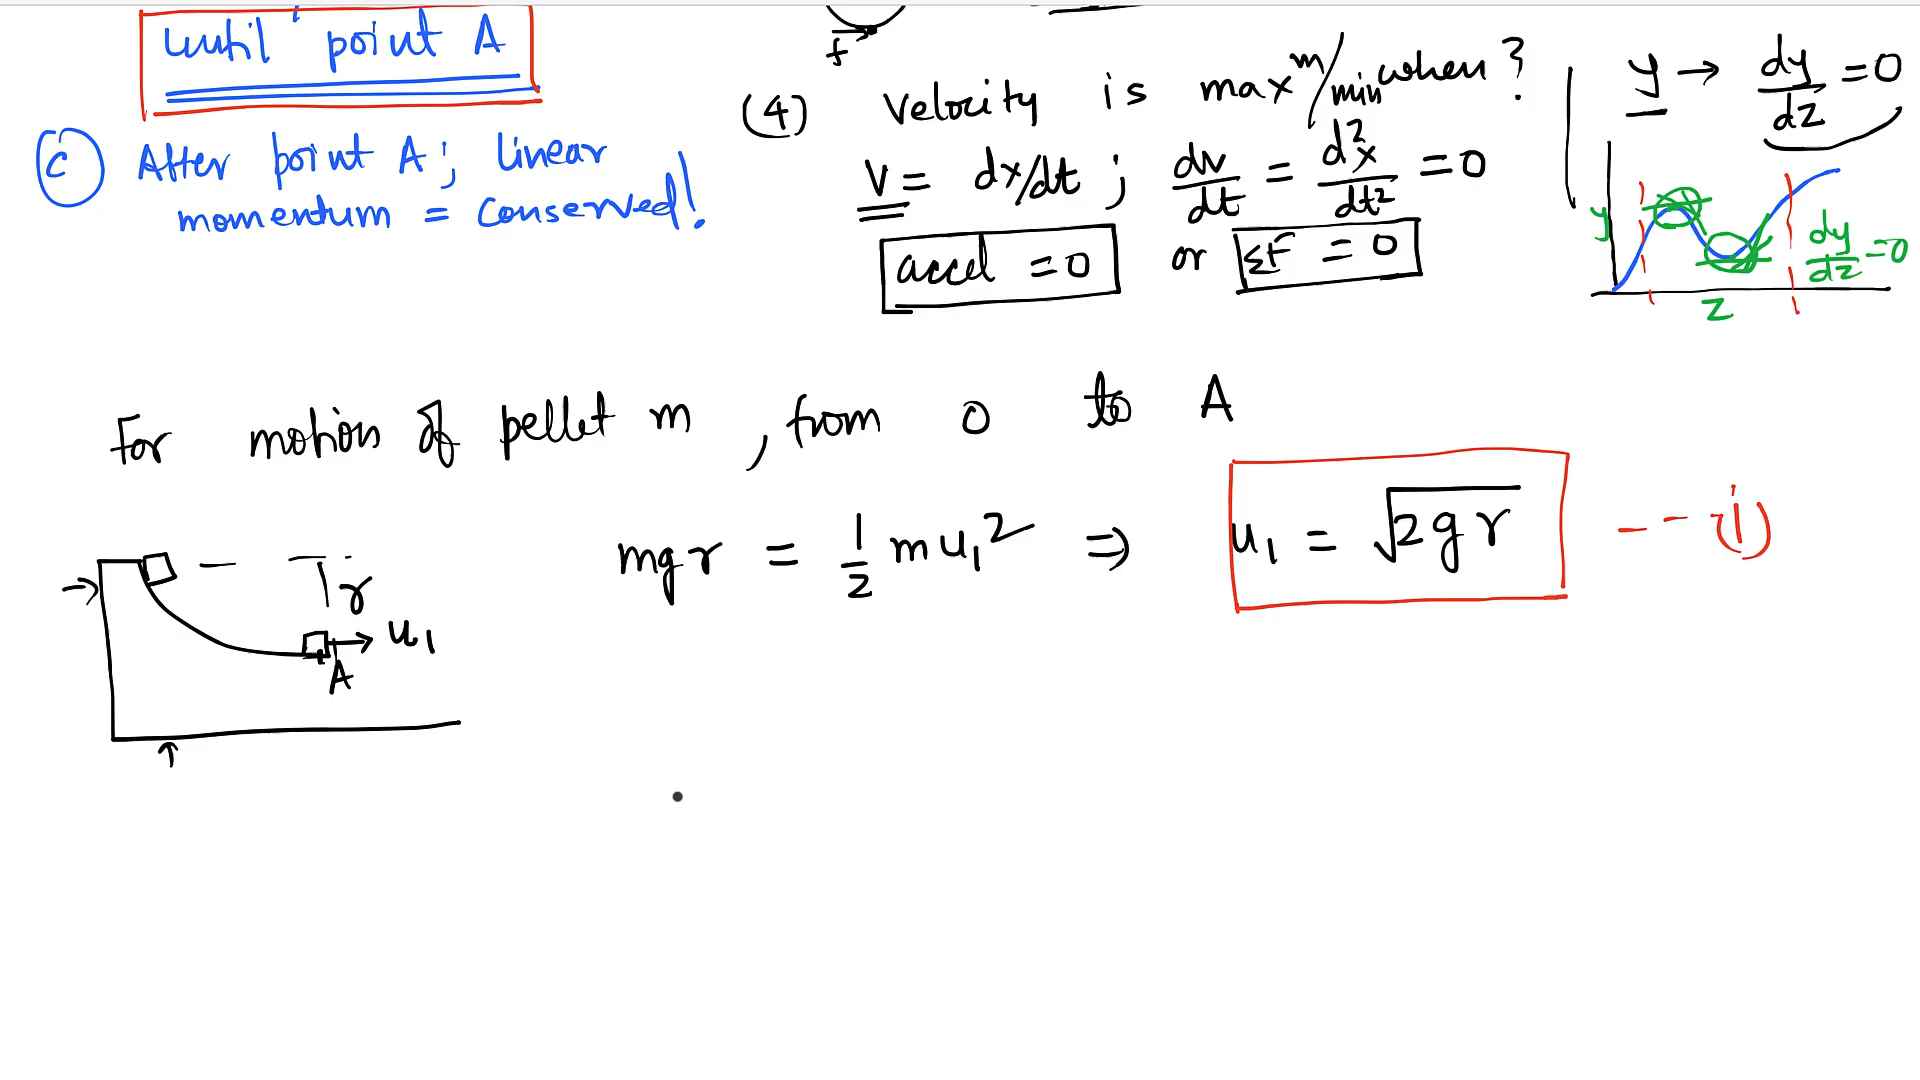 until point A
(c) After point A; linear
momentum = conserved!
f
(4) Velocity is max^m/min when?
V = dx/dt ; dv/dt = d²x/dt² = 0
accel = 0 or ΣF = 0
y → dy/dz = 0
y
dy/dz = 0
z
For motion of pellet m, from O to A
mgr = 1/2 mu₁² ⇒ u₁ = √2gr --- (i)
r
u₁
A